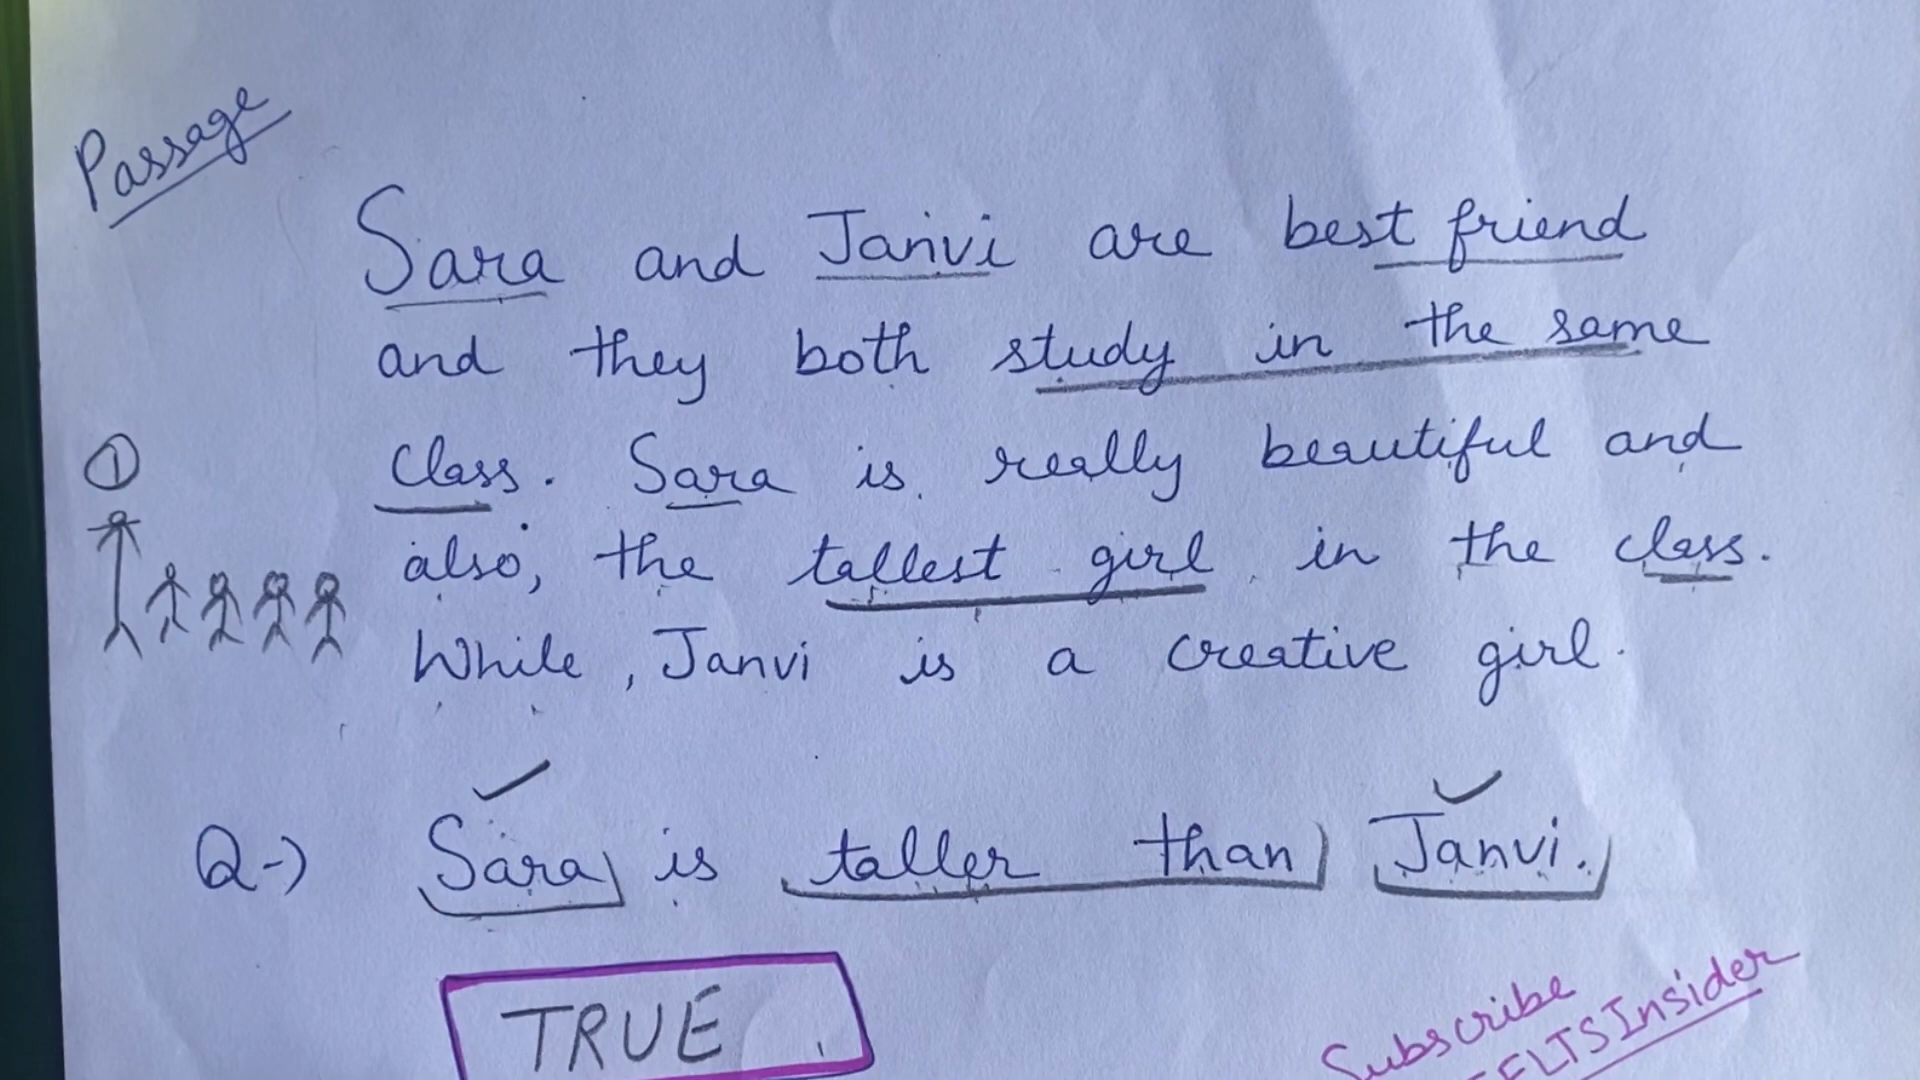 Passage
Sara and Janvi are best friend
and they both study in the same
class. Sara is really beautiful and
also, the tallest girl in the class.
While, Janvi is a creative girl.
①
Q-) Sara is taller than Janvi.
TRUE
Subscribe
IELTSInsider